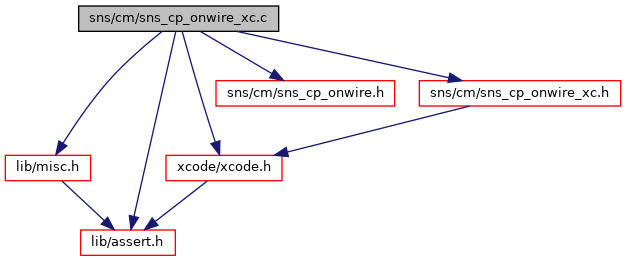 sns/cm/sns_cp_onwire_xc.c
sns/cm/sns_cp_onwire.h
sns/cm/sns_cp_onwire_xc.h
lib/misc.h
xcode/xcode.h
lib/assert.h